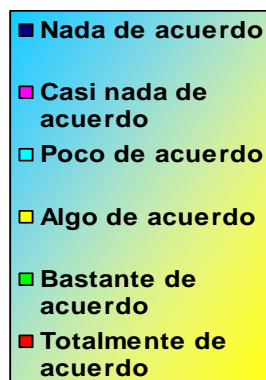 Nada de acuerdo
Casi nada de
acuerdo
Poco de acuerdo
Algo de acuerdo
Bastante de
acuerdo
Totalmente de
acuerdo